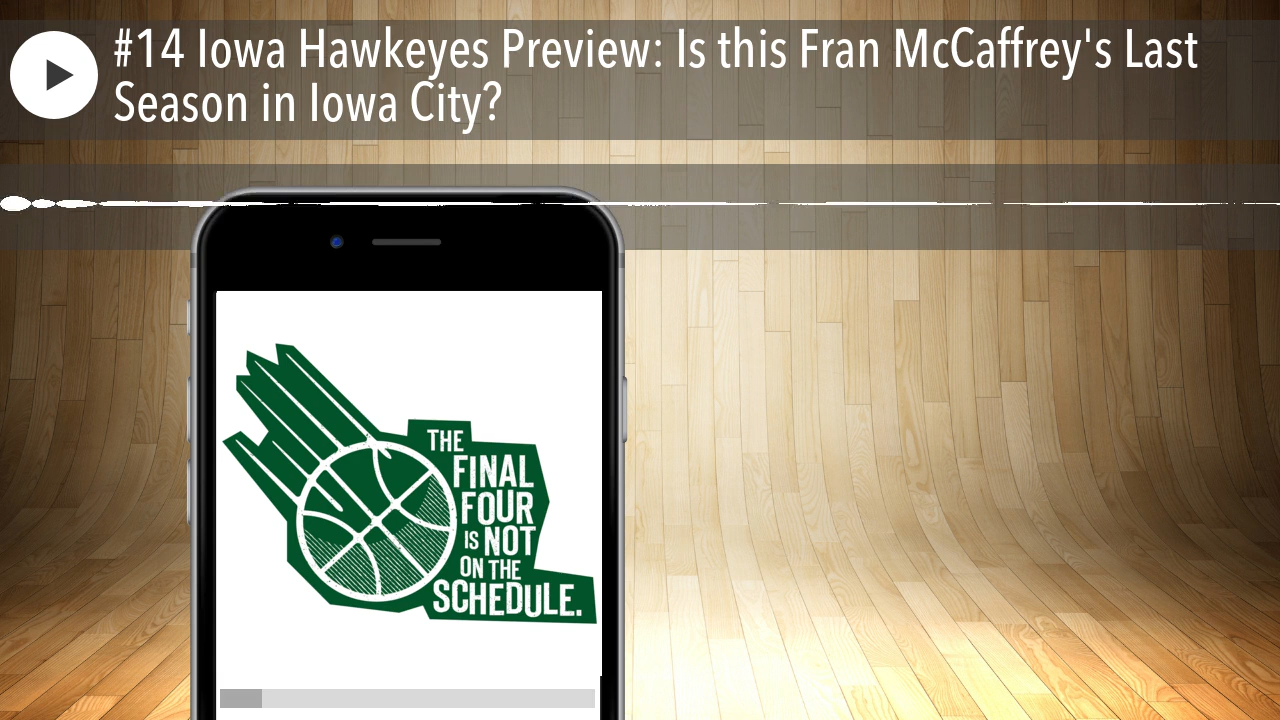 #14 Iowa Hawkeyes Preview: Is this Fran McCaffrey's Last
Season in Iowa City?
THE
FINAL
FOUR
IS NOT
ON THE
SCHEDULE.